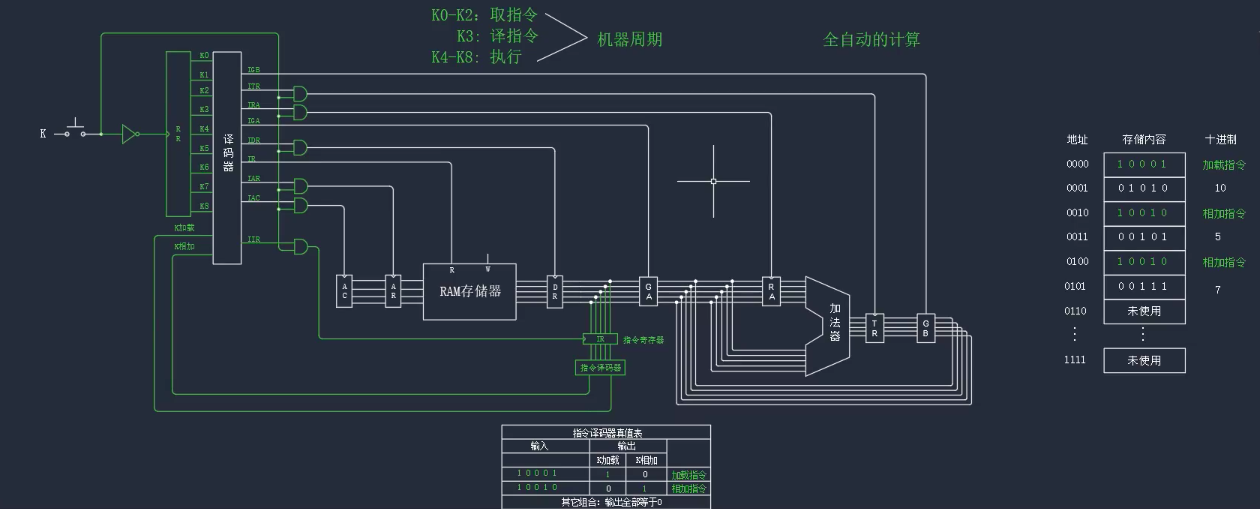 K0-K2: 取指令
K3: 译指令
K4-K8: 执行
机器周期
全自动的计算
K
RR
K0
K1
K2
K3
K4
K5
K6
K7
K8
K加载
K相加
译码器
IGB
ITR
IRA
IGA
IDR
IR
IAR
IAC
IIR
AC
AR
R W
RAM存储器
DR
GA
RA
加法器
TR
GB
IR
指令寄存器
指令译码器
地址 存储内容 十进制
0000 1 0 0 0 1 加载指令
0001 0 1 0 1 0 10
0010 1 0 0 1 0 相加指令
0011 0 0 1 0 1 5
0100 1 0 0 1 0 相加指令
0101 0 0 1 1 1 7
0110 未使用
⋮ ⋮
1111 未使用
指令译码器真值表
输入 输出
K加载 K相加
1 0 0 0 1 1 0 加载指令
1 0 0 1 0 0 1 相加指令
其它组合: 输出全部等于0